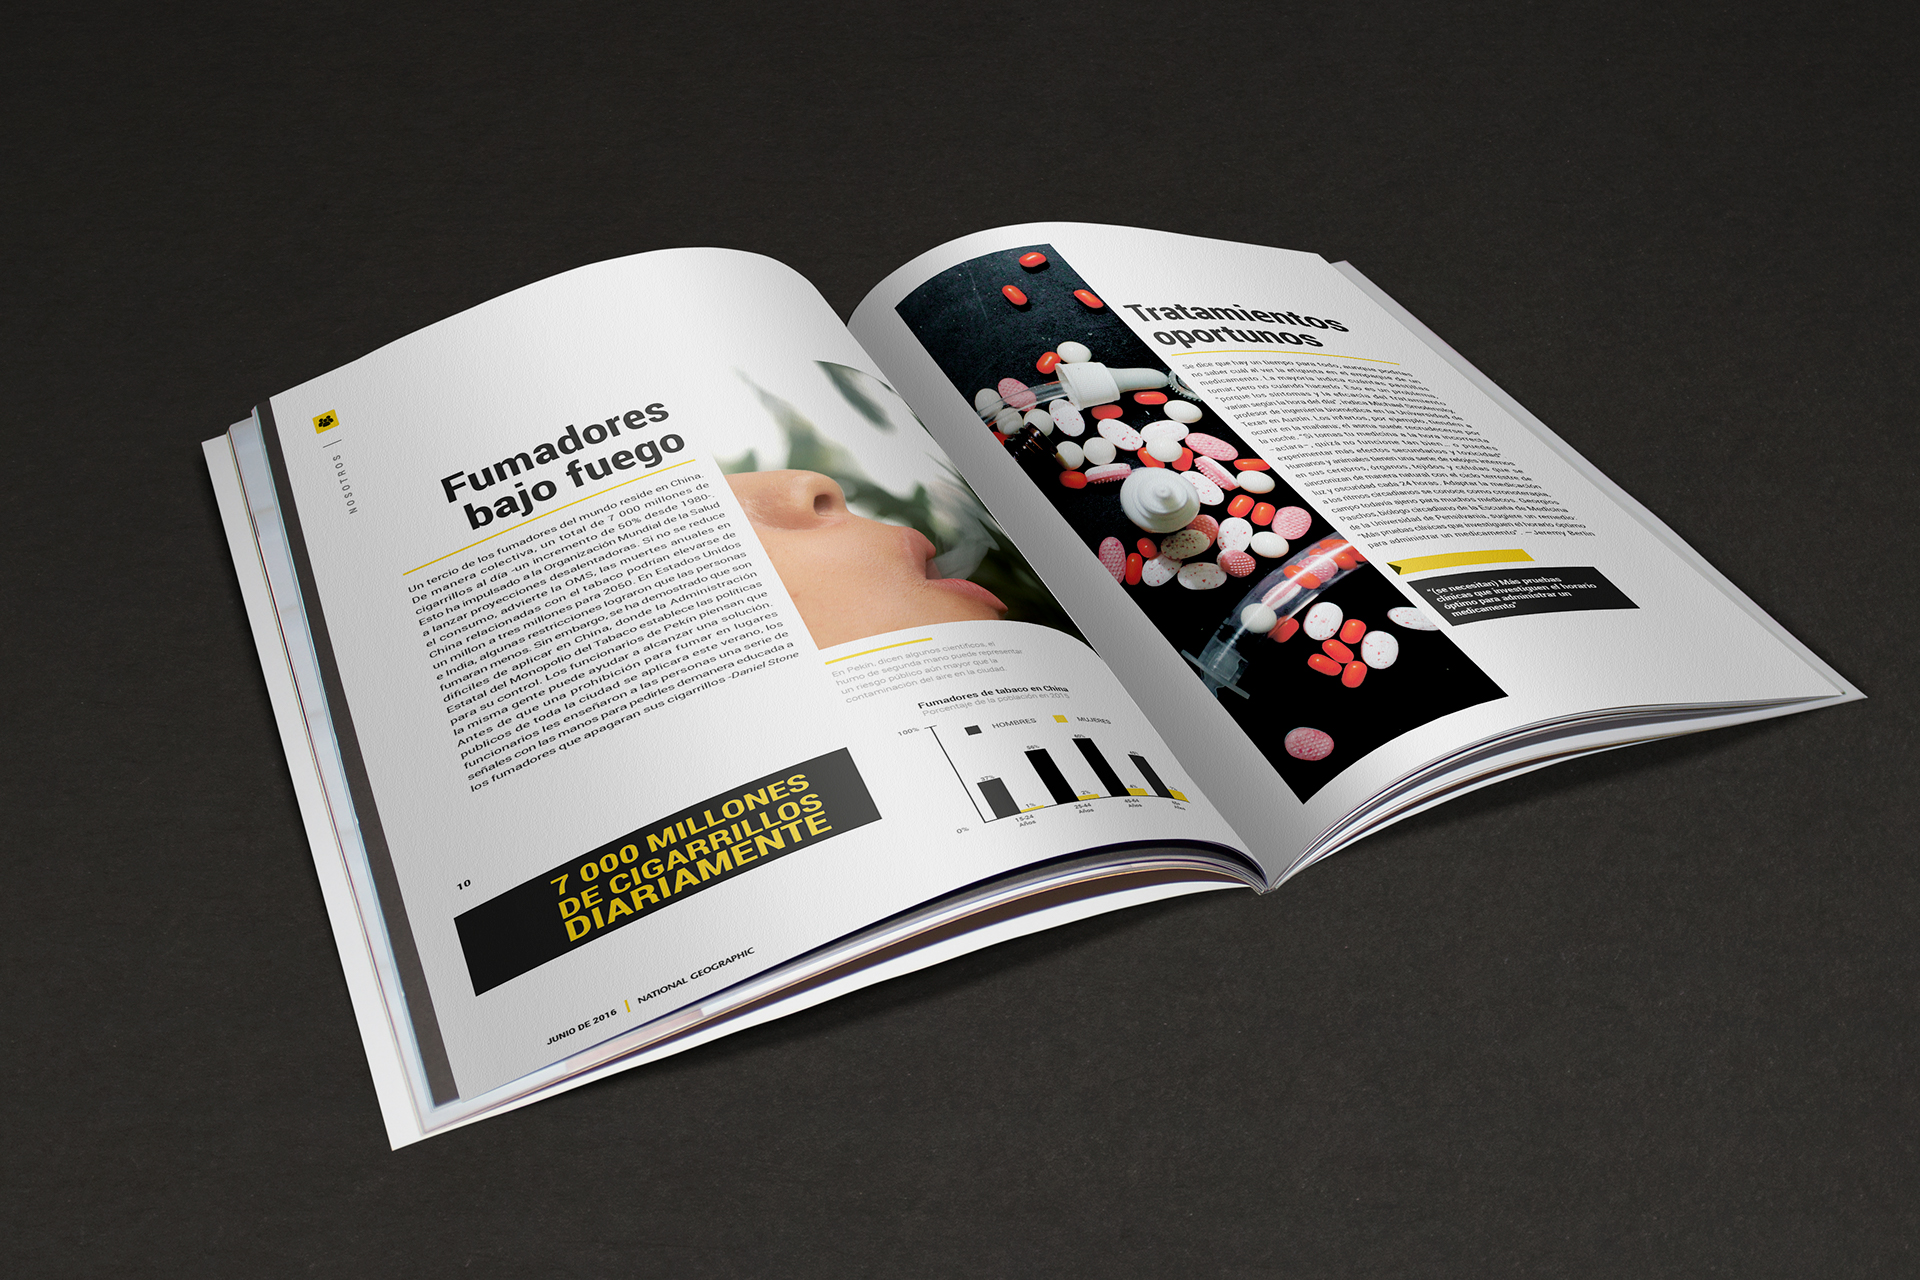 NOSOTROS
Fumadores
bajo fuego
Un tercio de los fumadores del mundo reside en China.
De manera colectiva, un total de 7 000 millones de
cigarrillos al día -un incremento de 50% desde 1980-.
Esto ha impulsado a la Organización Mundial de la Salud
a lanzar proyecciones desalentadoras. Si no se reduce
el consumo, advierte la OMS, las muertes anuales en
China relacionadas con el tabaco podrían elevarse de
un millon a tres millones para 2050. En Estados Unidos
e India, algunas restricciones lograron que las personas
fumaran menos. Sin embargo, se ha demostrado que son
difíciles de aplicar en China, donde la Administración
Estatal del Monopolio del Tabaco establece las políticas
para su control. Los funcionarios de Pekín piensan que
la misma gente puede ayudar a alcanzar una solución.
Antes de que una prohibición para fumar en lugares
publicos de toda la ciudad se aplicara este verano, los
funcionarios les enseñaron a las personas una serie de
señales con las manos para pedirles demanera educada a
los fumadores que apagaran sus cigarrillos -Daniel Stone
En Pekín, dicen algunos científicos, el
humo de segunda mano puede representar
un riesgo público aún mayor que la
contaminación del aire en la ciudad.
Fumadores de tabaco en China
Porcentaje de la población en 2015
HOMBRES MUJERES
100%
0%
37% 1% 2% 4%
15-24 Años
25-44 Años
45-64 Años
Años
7 000 MILLONES
DE CIGARRILLOS
DIARIAMENTE
10
JUNIO DE 2016 | NATIONAL GEOGRAPHIC
Tratamientos
oportunos
Se dice que hay un tiempo para todo, aunque podrías
no saber cuál al ver la etiqueta en el empaque de un
medicamento. La mayoría indica cuántas pastillas
tomar, pero no cuándo hacerlo. Eso es un problema
"porque los síntomas y la eficacia del tratamiento
varían según la hora del día", indica Michael Smolensky,
profesor de ingeniería biomédica en la Universidad de
Texas en Austin. Los infartos, por ejemplo, tienden a
ocurrir en la mañana; el asma suele recrudecerse por
la noche. "Si tomas tu medicina a la hora incorrecta
- aclara-, quizá no funcione tan bien - o puedes
experimentar más efectos secundarios y toxicidad"
Humanos y animales tienen una serie de relojes internos
en sus cerebros, órganos, tejidos y células que se
sincronizan de manera natural con el ciclo terrestre de
luz y oscuridad cada 24 horas. Adaptar la medicación
a los ritmos circadianos se conoce como cronoterapia,
campo todavía ajeno para muchos médicos. Georgios
Paschos, biólogo circadiano de la Escuela de Medicina
de la Universidad de Pensilvania, sugiere un remedio:
"Más pruebas clínicas que investiguen el horario óptimo
para administrar un medicamento". – Jeremy Berlin
"(se necesitan) Más pruebas
clínicas que investiguen el horario
óptimo para administrar un
medicamento"